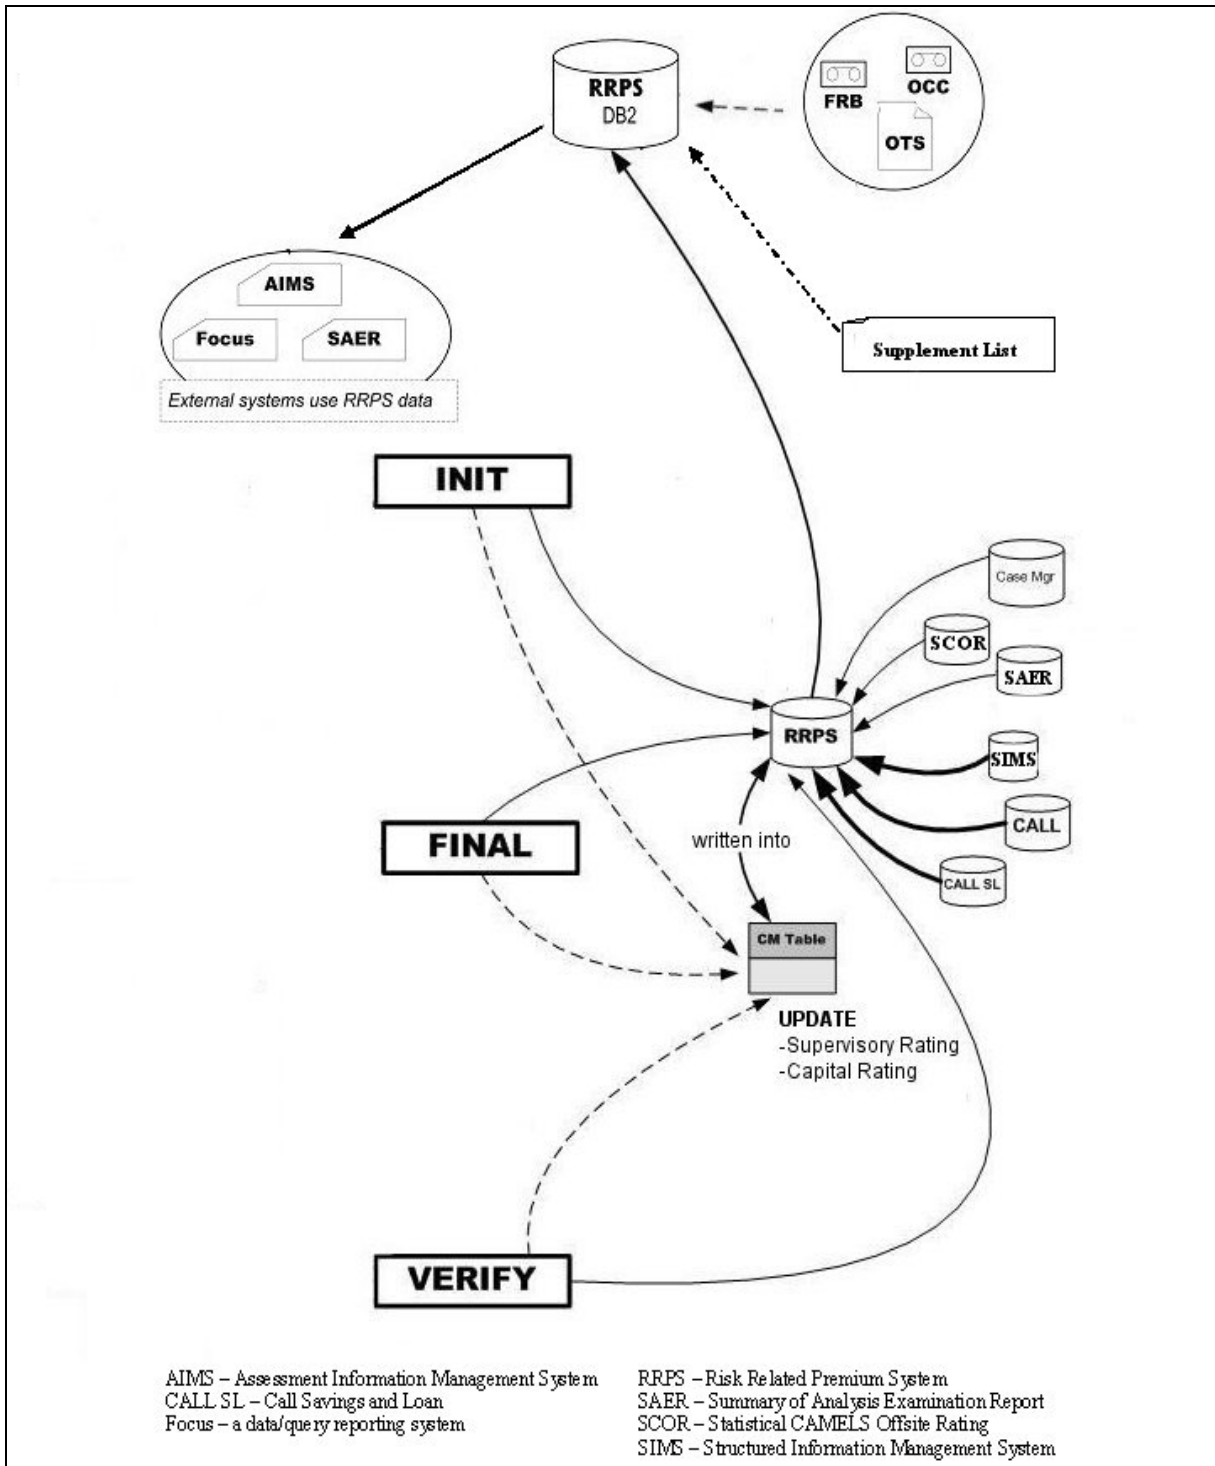 RRPS
DB2
FRB
OCC
OTS
AIMS
Focus
SAER
External systems use RRPS data
Supplement List
INIT
Case Mgr
SCOR
SAER
RRPS
SIMS
CALL
CALL SL
FINAL
written into
CM Table
UPDATE
-Supervisory Rating
-Capital Rating
VERIFY
AIMS – Assessment Information Management System
CALL SL – Call Savings and Loan
Focus – a data/query reporting system
RRPS – Risk Related Premium System
SAER – Summary of Analysis Examination Report
SCOR – Statistical CAMELS Offsite Rating
SIMS – Structured Information Management System